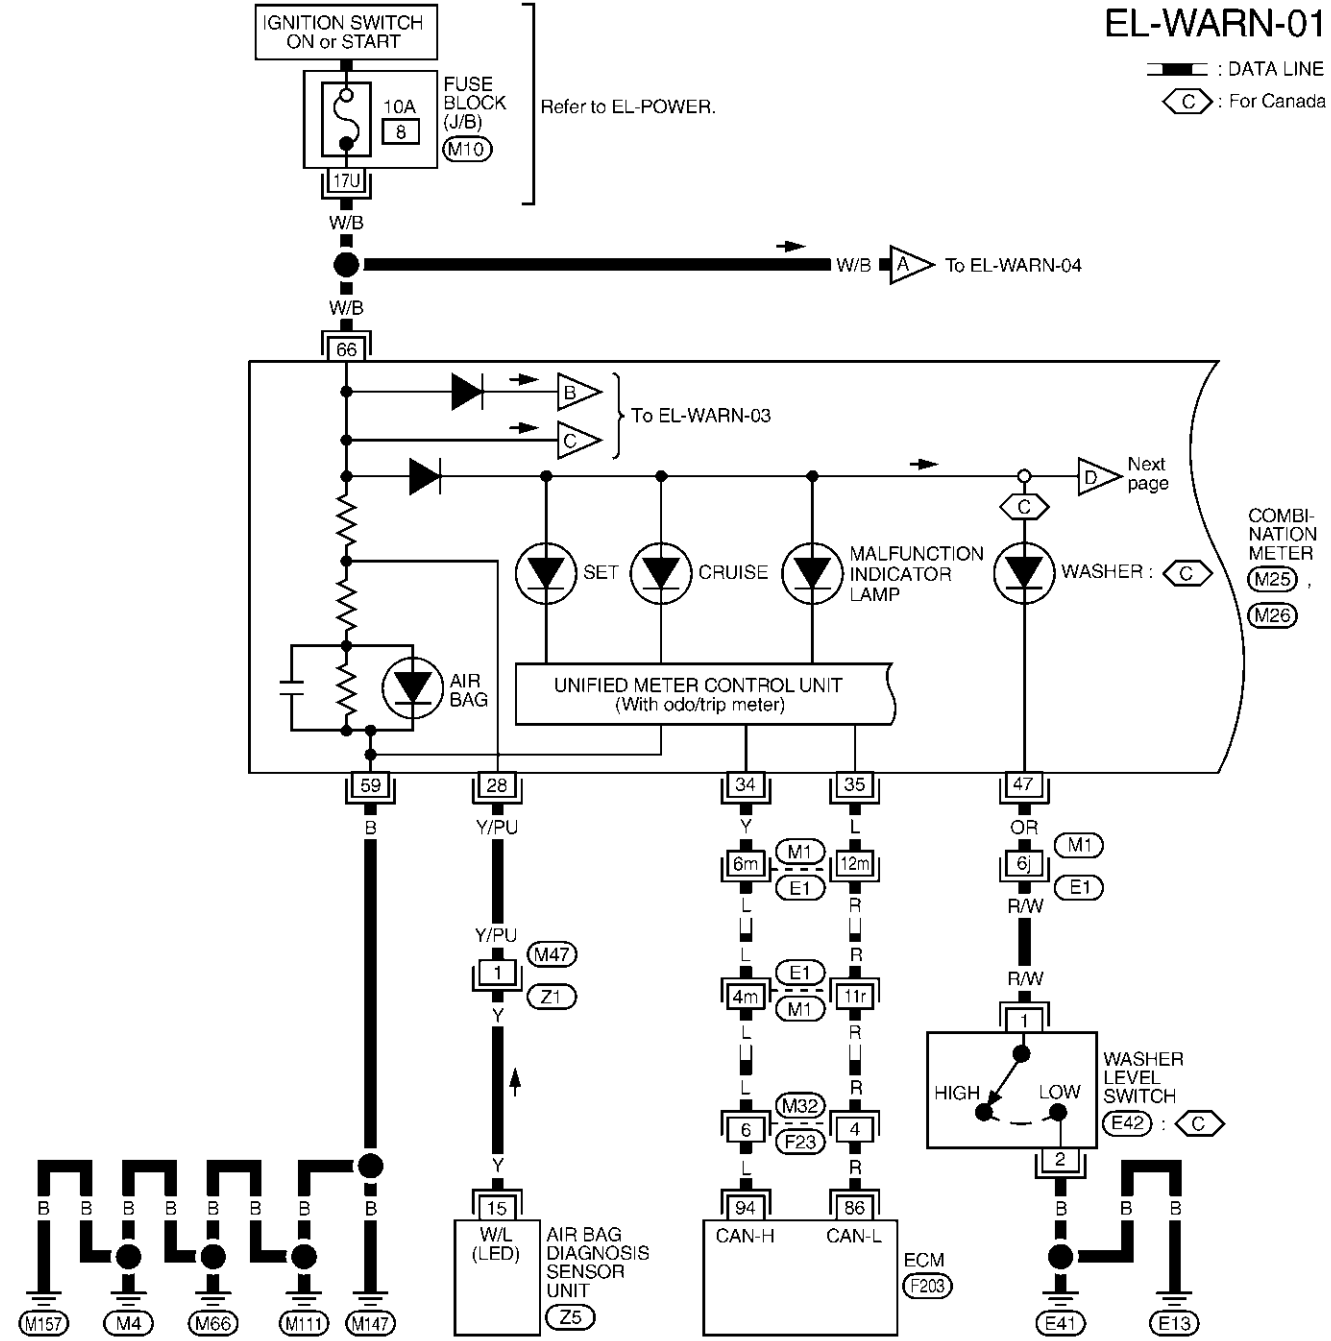 EL-WARN-01
: DATA LINE
C : For Canada
IGNITION SWITCH
ON or START
10A
8
FUSE
BLOCK
(J/B)
M10
Refer to EL-POWER.
17U
W/B
W/B A To EL-WARN-04
W/B
66
B
C
To EL-WARN-03
D
Next
page
C
SET
CRUISE
MALFUNCTION
INDICATOR
LAMP
WASHER : C
COMBI-
NATION
METER
M25 ,
M26
AIR
BAG
UNIFIED METER CONTROL UNIT
(With odo/trip meter)
59 28 34 35 47
B Y/PU Y L OR
6m M1 12m 6j M1
E1 E1
L R R/W
Y/PU L R R/W
1 M47
Z1
4m E1 11r
M1
Y L R
1
HIGH LOW
WASHER
LEVEL
SWITCH
E42 : C
L R
6 M32 4
F23
2
Y L R
B B B B B B B B B B B
15 94 86
W/L
(LED)
AIR BAG
DIAGNOSIS
SENSOR
UNIT
Z5
CAN-H CAN-L
ECM
F203
M157 M4 M66 M111 M147 E41 E13